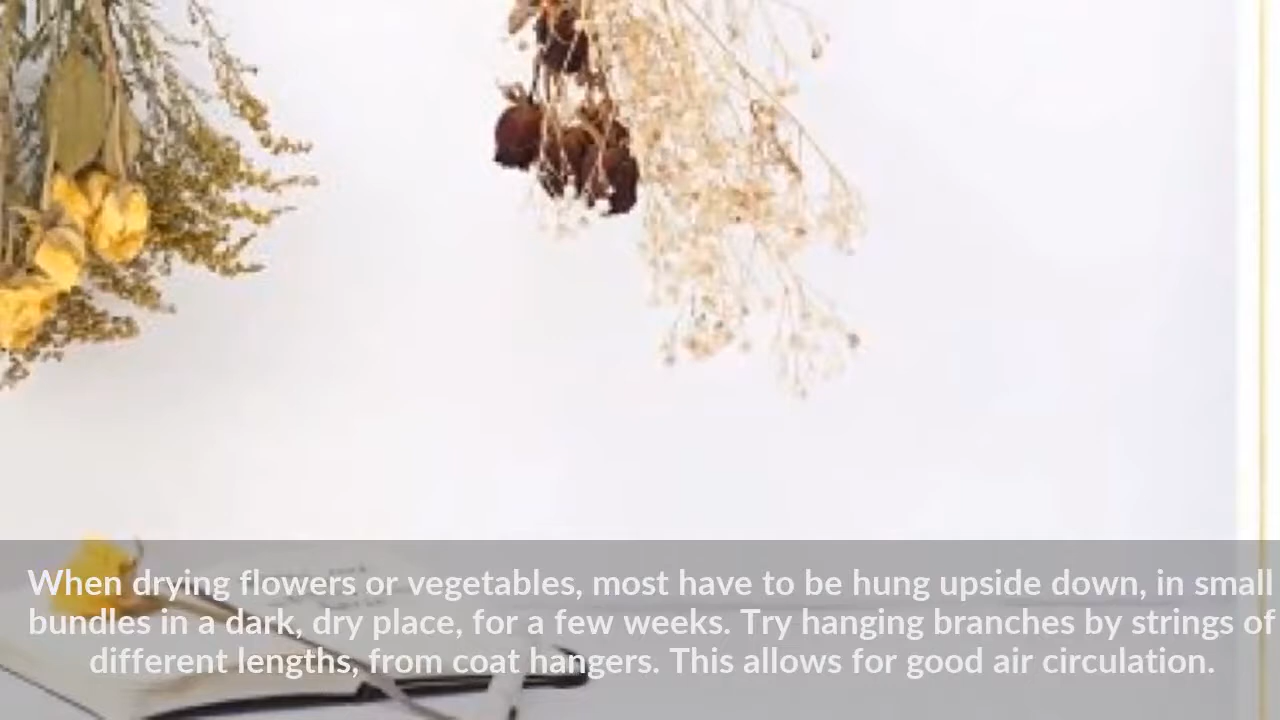 When drying flowers or vegetables, most have to be hung upside down, in small
bundles in a dark, dry place, for a few weeks. Try hanging branches by strings of
different lengths, from coat hangers. This allows for good air circulation.